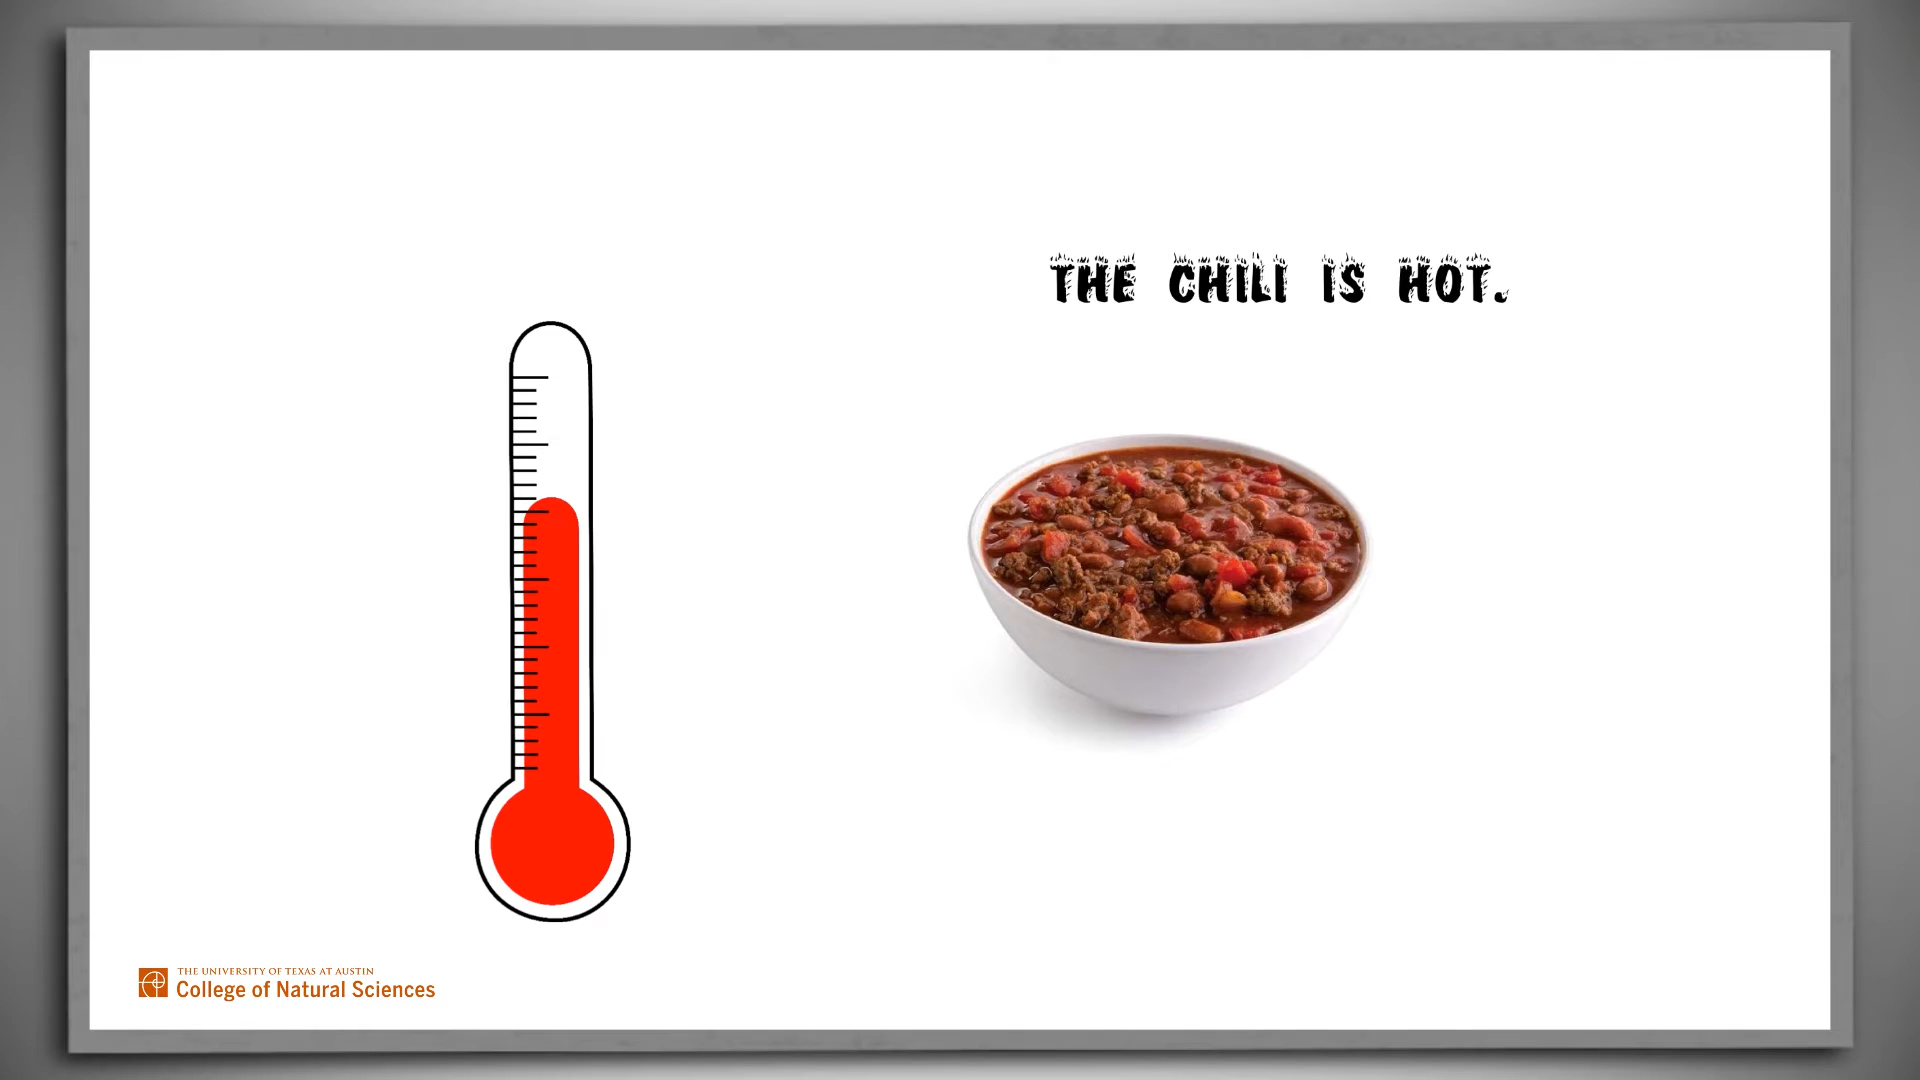 THE CHILI IS HOT.
THE UNIVERSITY OF TEXAS AT AUSTIN
College of Natural Sciences